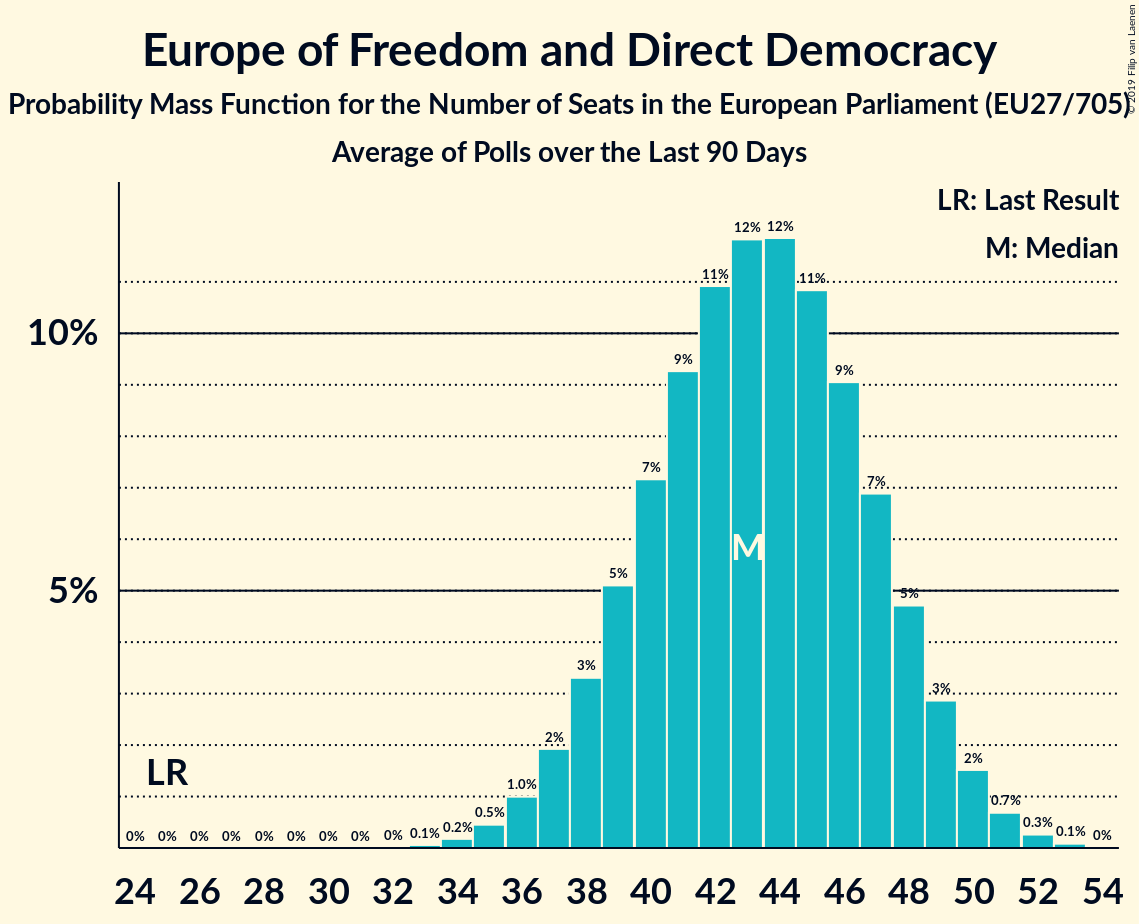 Europe of Freedom and Direct Democracy
Probability Mass Function for the Number of Seats in the European Parliament (EU27/705)
Average of Polls over the Last 90 Days
© 2019 Filip van Laenen
LR: Last Result
M: Median
10%
5%
0% 0% 0% 0% 0% 0% 0% 0% 0% 0.1% 0.2% 0.5% 1.0% 2% 3% 5% 7% 9% 11% 12% 12% 11% 9% 7% 5% 3% 2% 0.7% 0.3% 0.1% 0%
M
LR
24 26 28 30 32 34 36 38 40 42 44 46 48 50 52 54